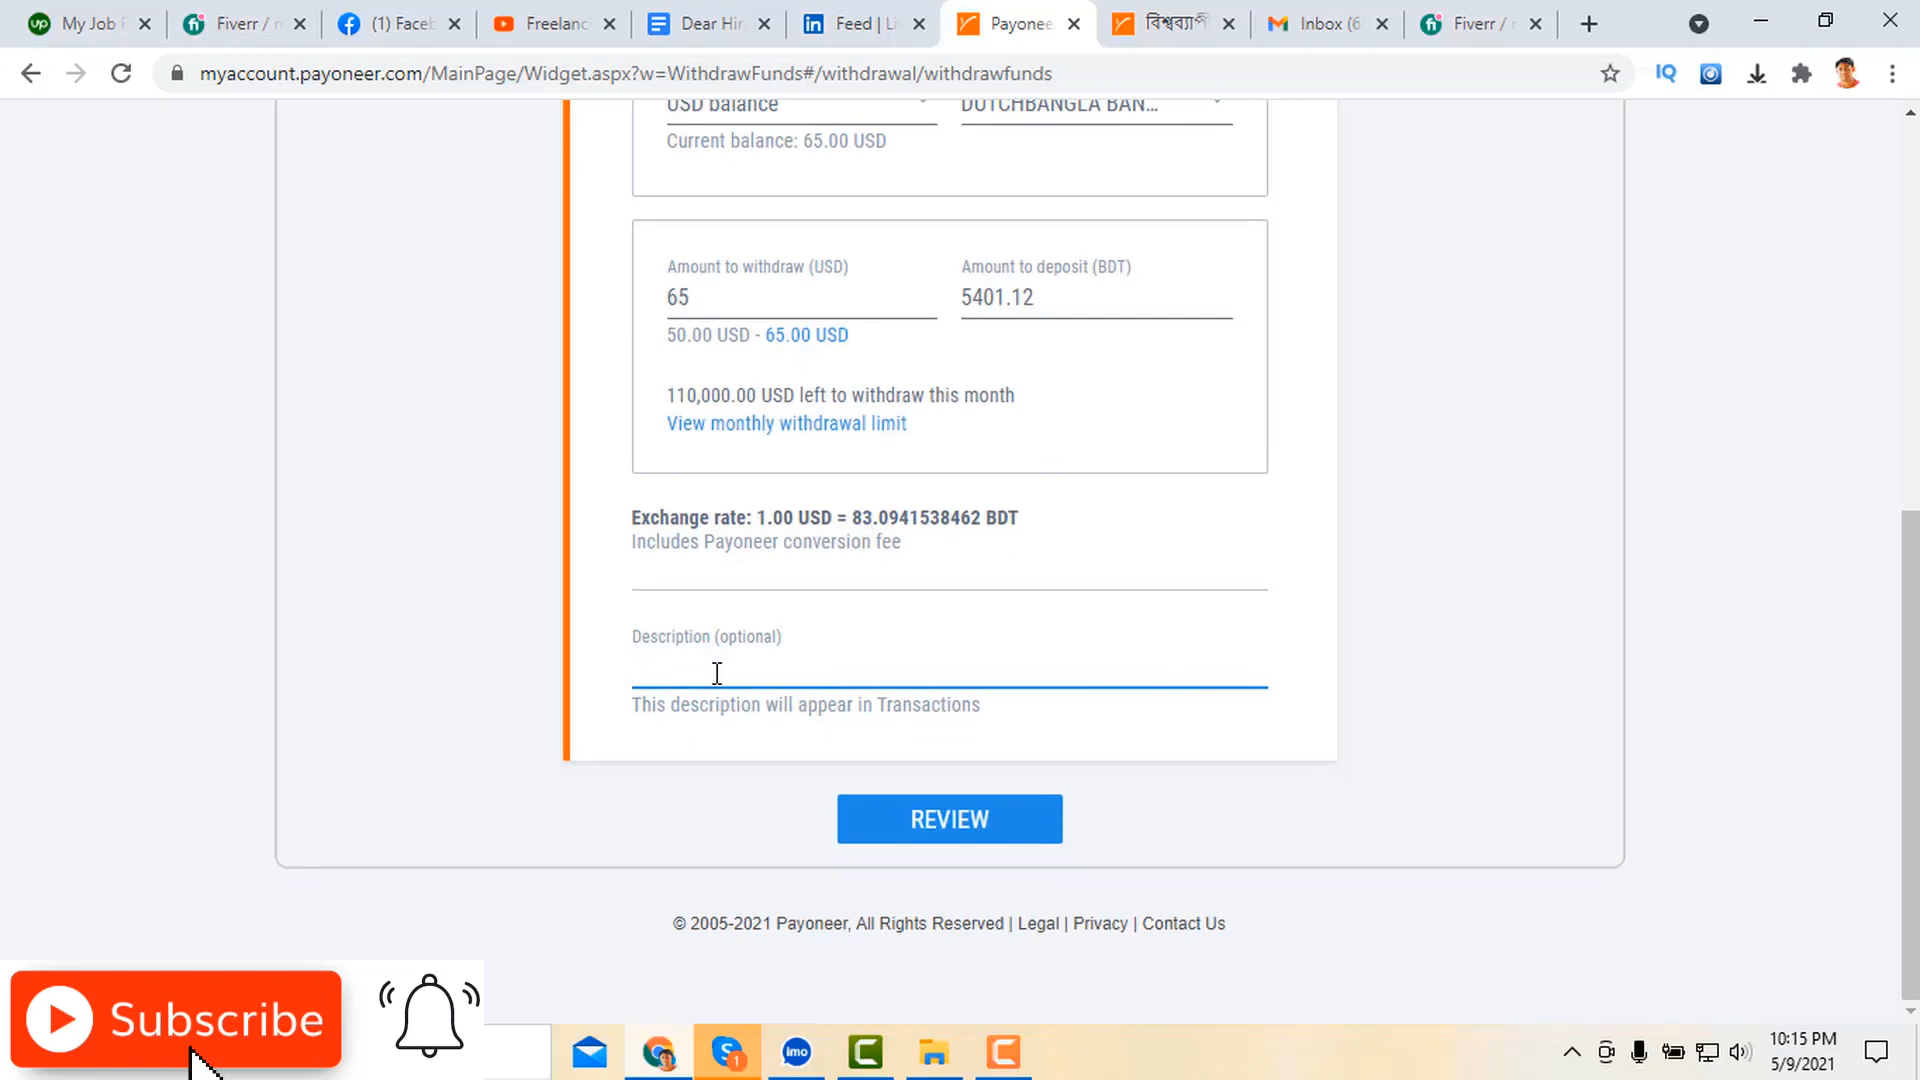 My Job F
Fiverr / r
(1) Faceb
Freelanc
Dear Hir
Feed | Li
Payonee
বিশ্বব্যাপী
Inbox (6
Fiverr / r
myaccount.payoneer.com/MainPage/Widget.aspx?w=WithdrawFunds#/withdrawal/withdrawfunds
IQ
USD balance
DUTCHBANGLA BAN...
Current balance: 65.00 USD
Amount to withdraw (USD)
Amount to deposit (BDT)
65
5401.12
50.00 USD - 65.00 USD
110,000.00 USD left to withdraw this month
View monthly withdrawal limit
Exchange rate: 1.00 USD = 83.0941538462 BDT
Includes Payoneer conversion fee
Description (optional)
This description will appear in Transactions
REVIEW
© 2005-2021 Payoneer, All Rights Reserved | Legal | Privacy | Contact Us
Subscribe
imo
10:15 PM
5/9/2021